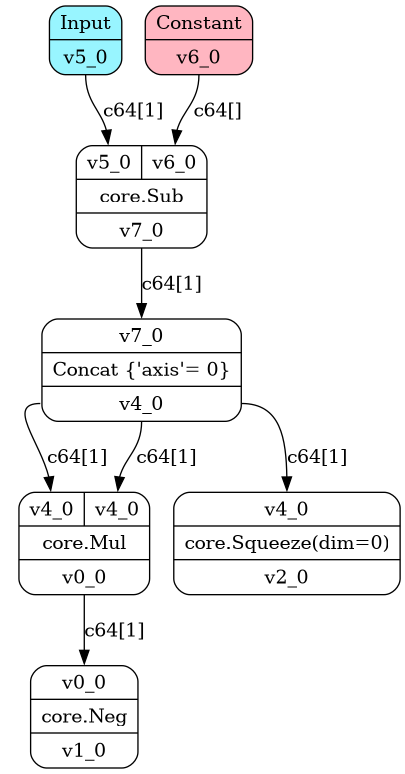 Input
v5_0
Constant
v6_0
c64[1]
c64[]
v5_0
v6_0
core.Sub
v7_0
c64[1]
v7_0
Concat {'axis'= 0}
v4_0
c64[1]
c64[1]
c64[1]
v4_0
v4_0
core.Mul
v0_0
v4_0
core.Squeeze(dim=0)
v2_0
c64[1]
v0_0
core.Neg
v1_0